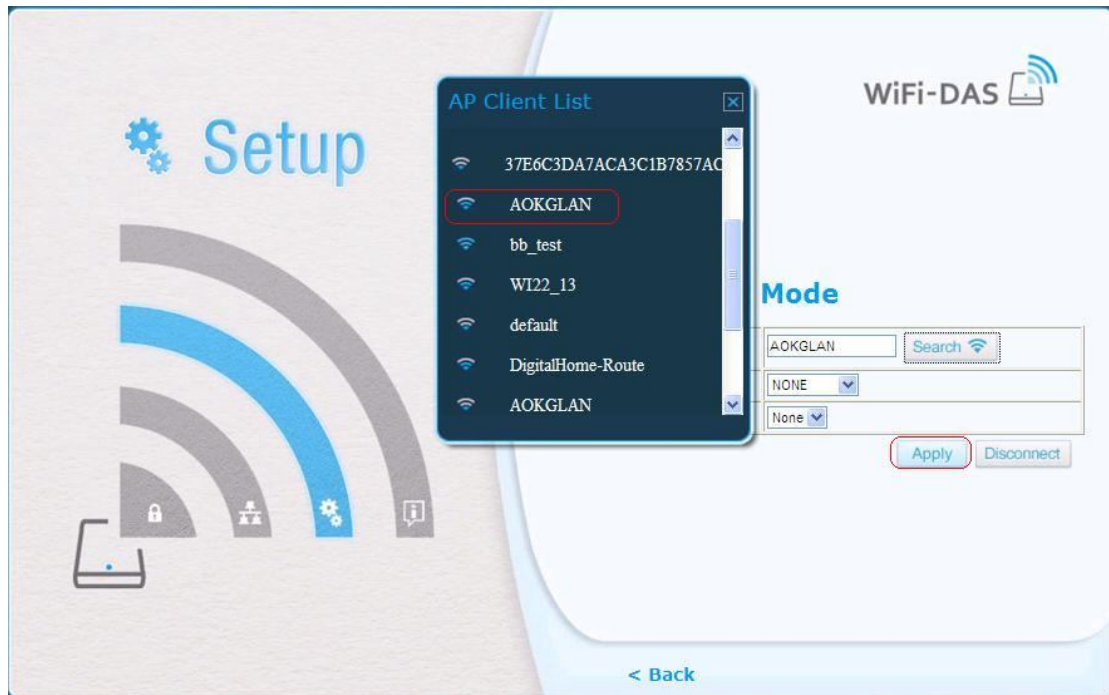 WiFi-DAS
Setup
AP Client List
37E6C3DA7ACA3C1B7857AC
AOKGLAN
bb_test
WI22_13
default
DigitalHome-Route
AOKGLAN
Mode
AOKGLAN Search
NONE
None
Apply Disconnect
< Back